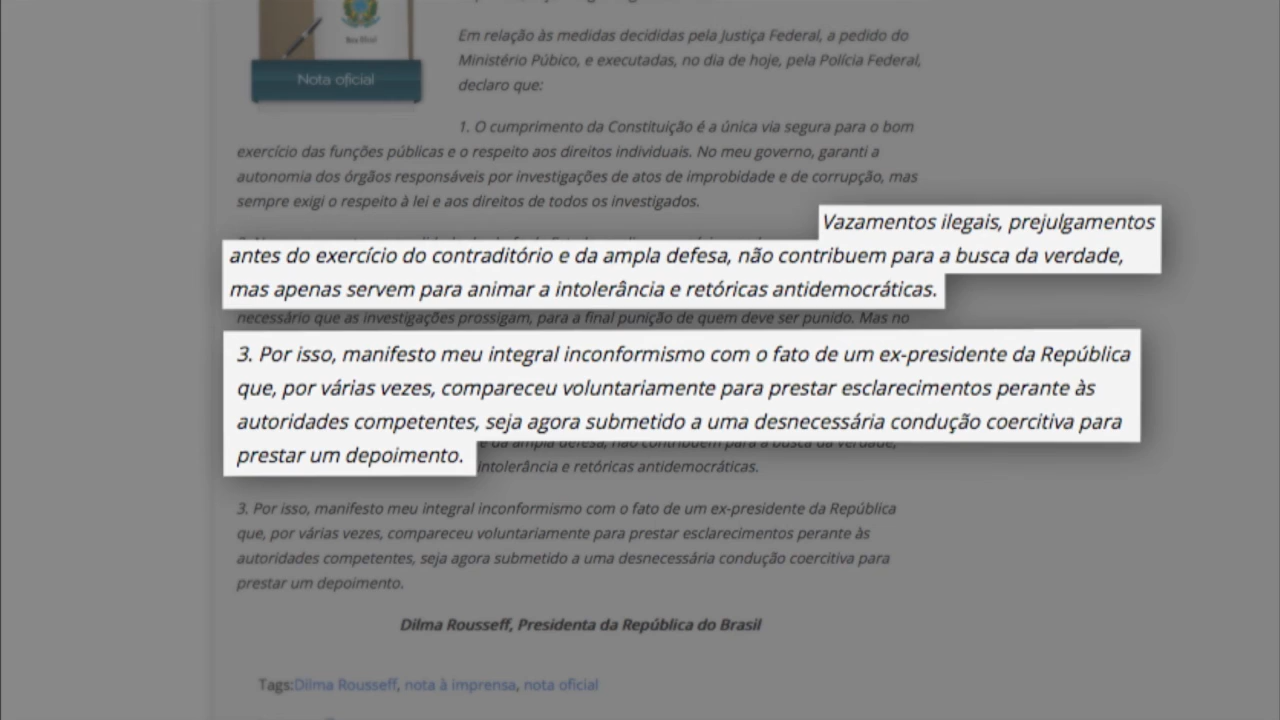 Nota oficial
Em relação às medidas decididas pela Justiça Federal, a pedido do
Ministério Púbico, e executadas, no dia de hoje, pela Polícia Federal,
declaro que:
1. O cumprimento da Constituição é a única via segura para o bom
exercício das funções públicas e o respeito aos direitos individuais. No meu governo, garanti a
autonomia dos órgãos responsáveis por investigações de atos de improbidade e de corrupção, mas
sempre exigi o respeito à lei e aos direitos de todos os investigados.
Vazamentos ilegais, prejulgamentos
antes do exercício do contraditório e da ampla defesa, não contribuem para a busca da verdade,
mas apenas servem para animar a intolerância e retóricas antidemocráticas.
necessário que as investigações prossigam, para a final punição de quem deve ser punido. Mas no
3. Por isso, manifesto meu integral inconformismo com o fato de um ex-presidente da República
que, por várias vezes, compareceu voluntariamente para prestar esclarecimentos perante às
autoridades competentes, seja agora submetido a uma desnecessária condução coercitiva para
prestar um depoimento.
e da ampla defesa, não contribuem para a busca da verdade,
intolerância e retóricas antidemocráticas.
3. Por isso, manifesto meu integral inconformismo com o fato de um ex-presidente da República
que, por várias vezes, compareceu voluntariamente para prestar esclarecimentos perante às
autoridades competentes, seja agora submetido a uma desnecessária condução coercitiva para
prestar um depoimento.
Dilma Rousseff, Presidenta da República do Brasil
Tags:Dilma Rousseff, nota à imprensa, nota oficial